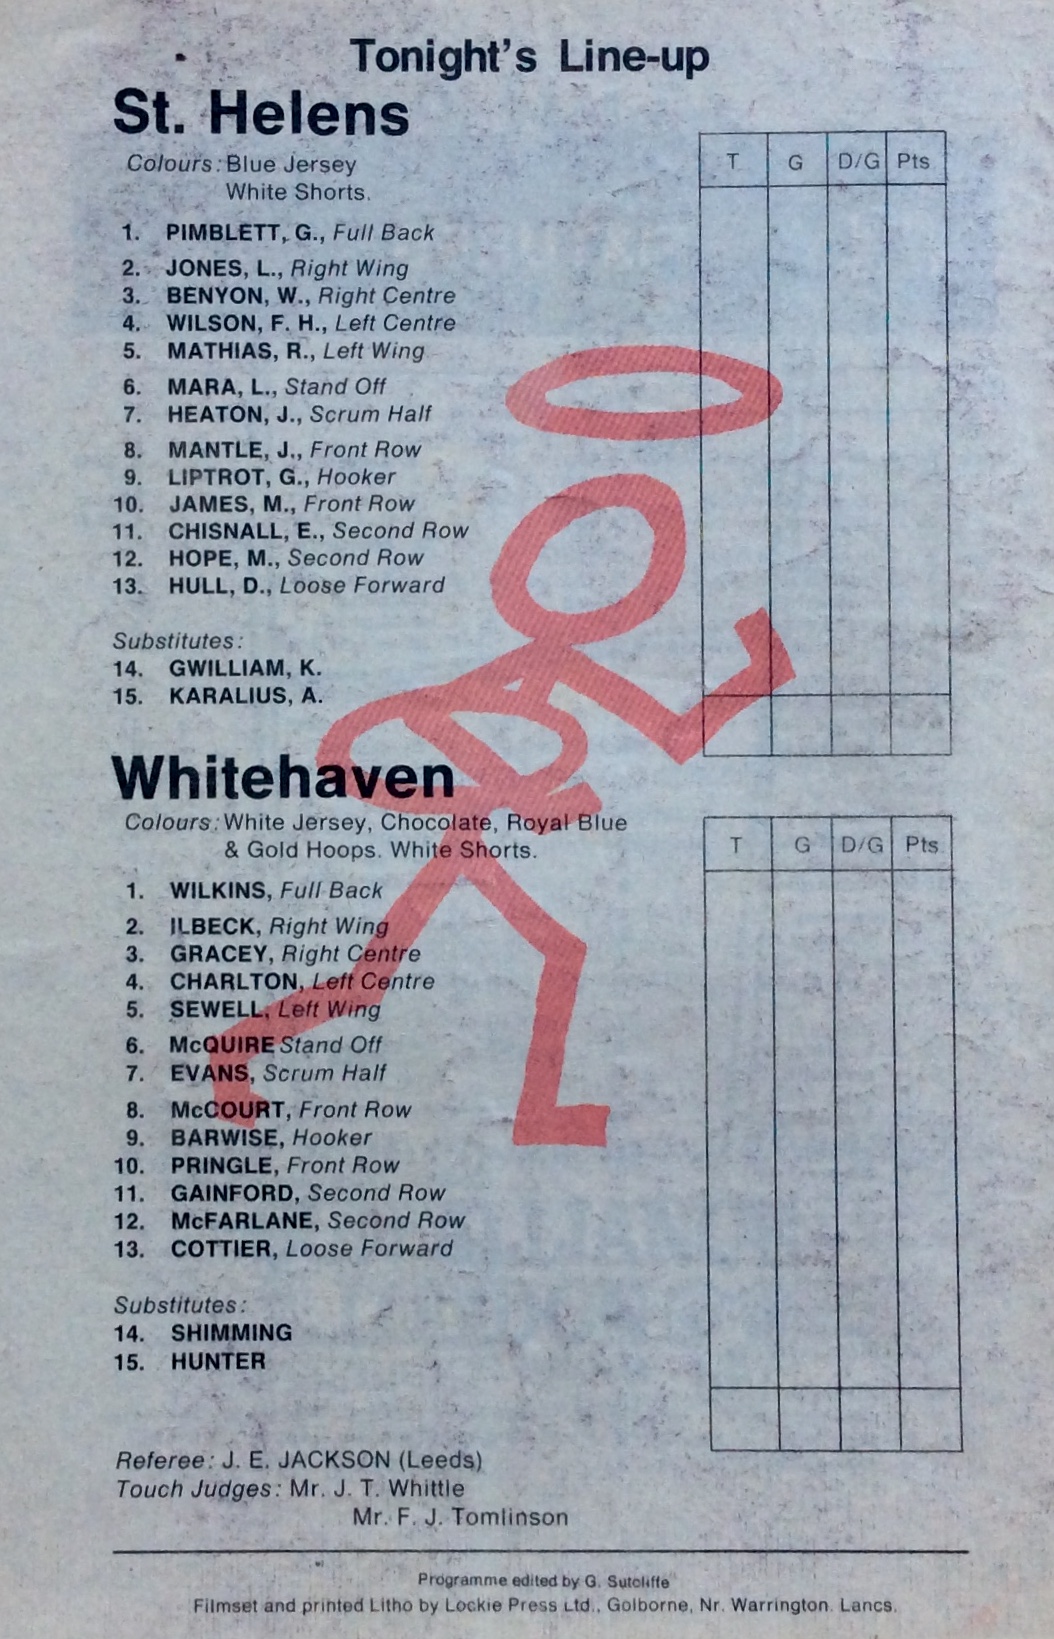 Tonight's Line-up
St. Helens
Colours: Blue Jersey
White Shorts.
T G D/G Pts
1. PIMBLETT, G., Full Back
2. JONES, L., Right Wing
3. BENYON, W., Right Centre
4. WILSON, F. H., Left Centre
5. MATHIAS, R., Left Wing
6. MARA, L., Stand Off
7. HEATON, J., Scrum Half
8. MANTLE, J., Front Row
9. LIPTROT, G., Hooker
10. JAMES, M., Front Row
11. CHISNALL, E., Second Row
12. HOPE, M., Second Row
13. HULL, D., Loose Forward
Substitutes:
14. GWILLIAM, K.
15. KARALIUS, A.
Whitehaven
Colours: White Jersey, Chocolate, Royal Blue
& Gold Hoops. White Shorts.
T G D/G Pts
1. WILKINS, Full Back
2. ILBECK, Right Wing
3. GRACEY, Right Centre
4. CHARLTON, Left Centre
5. SEWELL, Left Wing
6. McQUIRE Stand Off
7. EVANS, Scrum Half
8. McCOURT, Front Row
9. BARWISE, Hooker
10. PRINGLE, Front Row
11. GAINFORD, Second Row
12. McFARLANE, Second Row
13. COTTIER, Loose Forward
Substitutes:
14. SHIMMING
15. HUNTER
Referee: J. E. JACKSON (Leeds)
Touch Judges: Mr. J. T. Whittle
Mr. F. J. Tomlinson
Programme edited by G. Sutcliffe
Filmset and printed Litho by Lockie Press Ltd., Golborne, Nr. Warrington. Lancs.